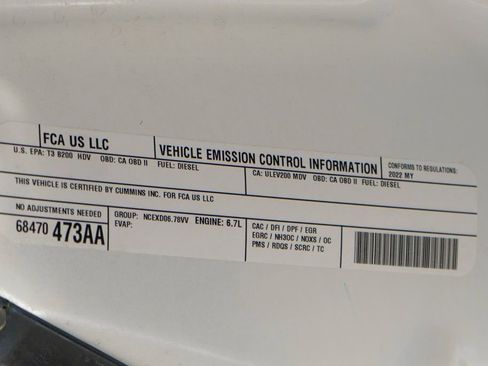 FCA US LLC
VEHICLE EMISSION CONTROL INFORMATION
CONFORMS TO REGULATIONS:
2022 MY
U.S. EPA: T3 B200 HDV OBD: CA OBD II FUEL: DIESEL
CA: ULEV200 MDV OBD: CA OBD II FUEL: DIESEL
THIS VEHICLE IS CERTIFIED BY CUMMINS INC. FOR FCA US LLC
NO ADJUSTMENTS NEEDED
68470 473AA
GROUP: NCEXD06.78VV ENGINE: 6.7L
EVAP:
CAC / DFI / DPF / EGR
EGRC / NH3OC / NOXS / OC
PMS / RDQS / SCRC / TC